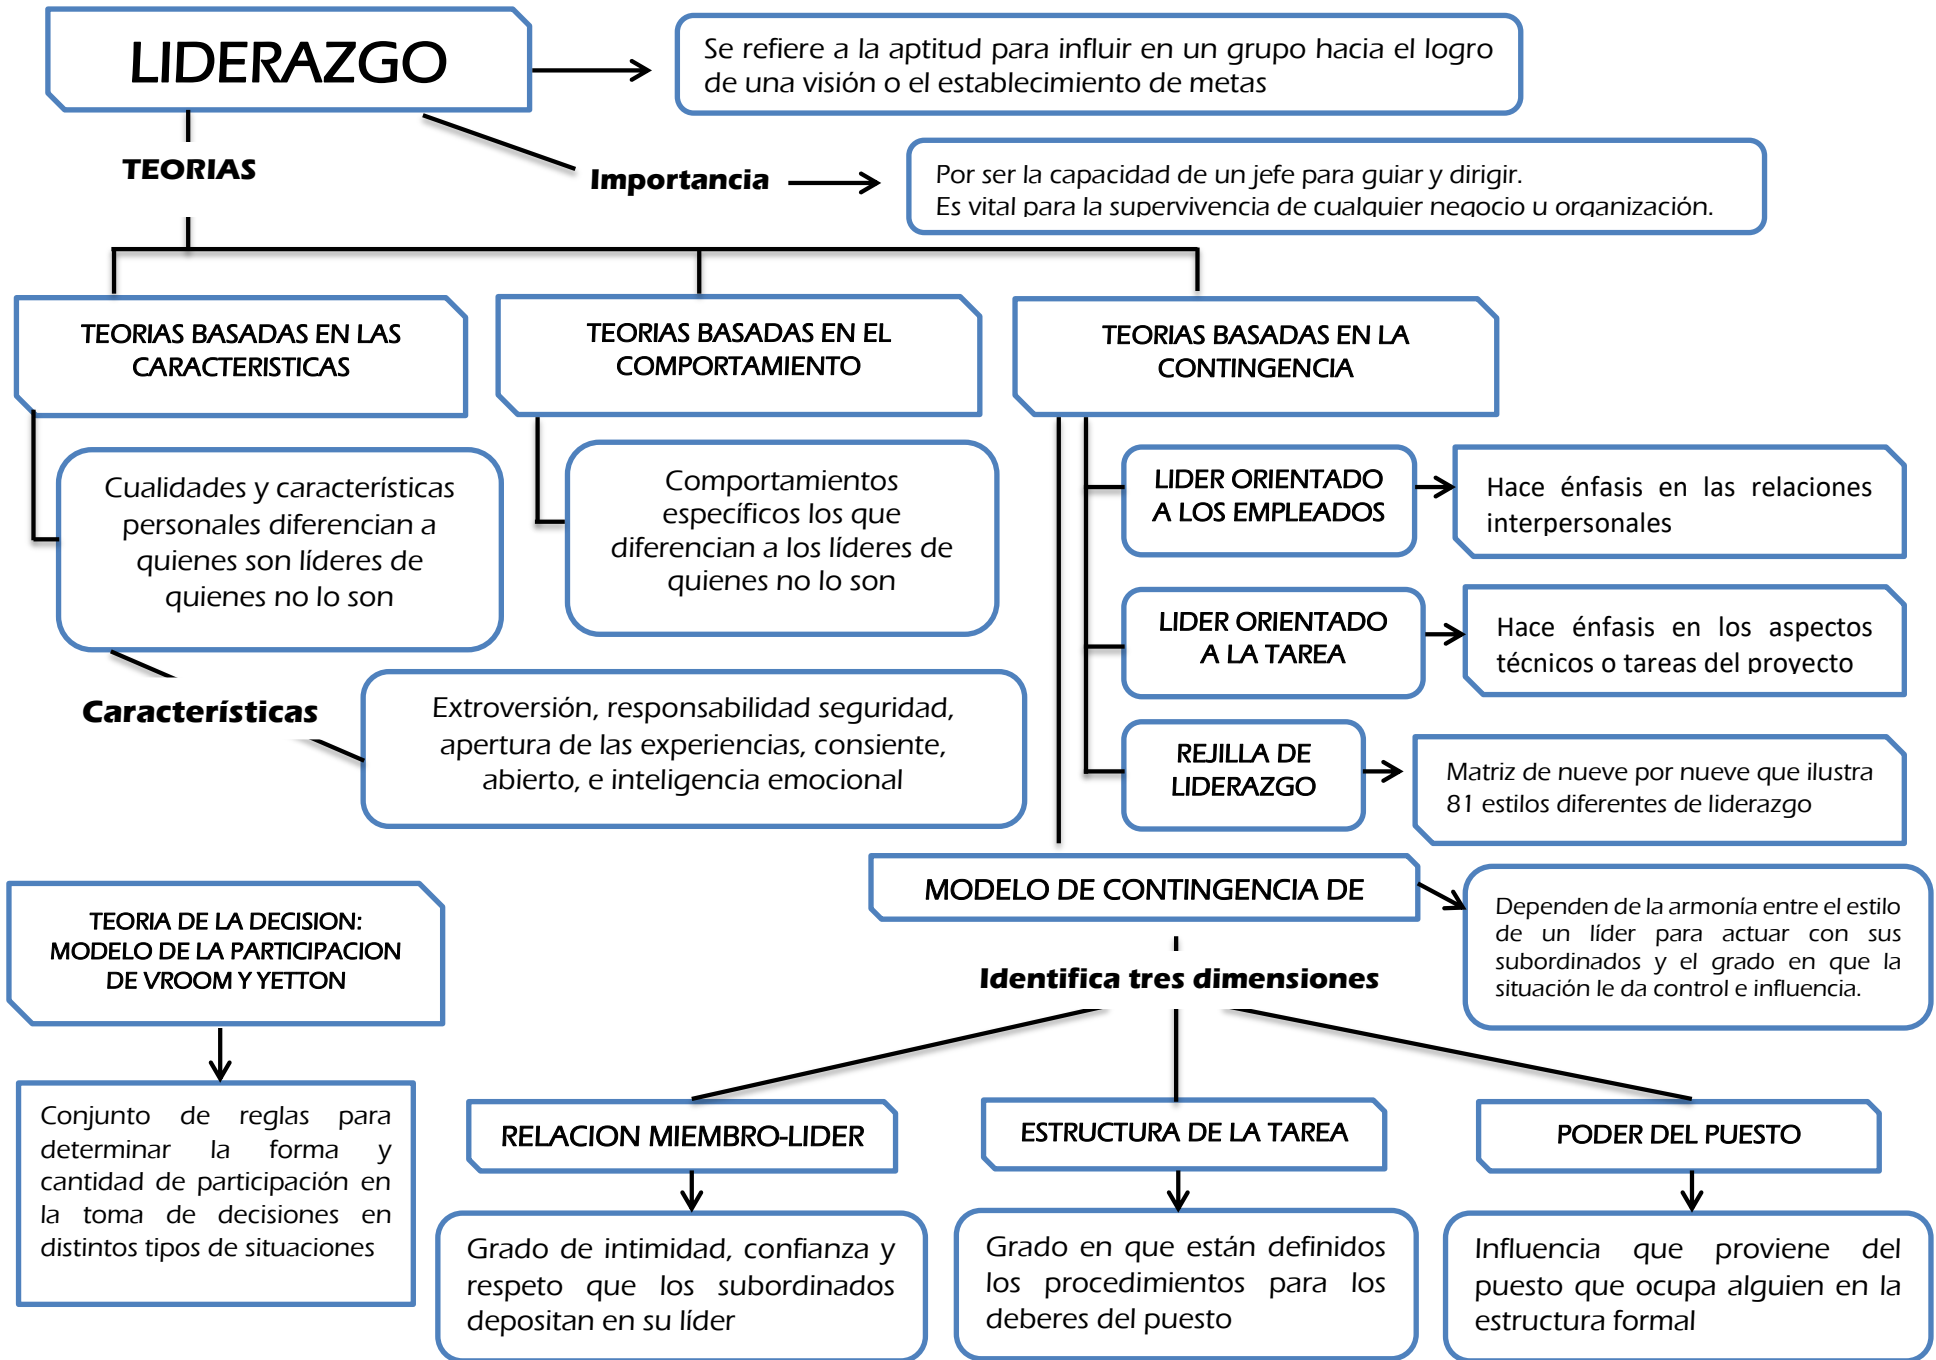 LIDERAZGO
Se refiere a la aptitud para influir en un grupo hacia el logro
de una visión o el establecimiento de metas
TEORIAS
Importancia
Por ser la capacidad de un jefe para guiar y dirigir.
Es vital para la supervivencia de cualquier negocio u organización.
TEORIAS BASADAS EN LAS
CARACTERISTICAS
TEORIAS BASADAS EN EL
COMPORTAMIENTO
TEORIAS BASADAS EN LA
CONTINGENCIA
Cualidades y características
personales diferencian a
quienes son líderes de
quienes no lo son
Comportamientos
específicos los que
diferencian a los líderes de
quienes no lo son
LIDER ORIENTADO
A LOS EMPLEADOS
Hace énfasis en las relaciones
interpersonales
LIDER ORIENTADO
A LA TAREA
Hace énfasis en los aspectos
técnicos o tareas del proyecto
Características
Extroversión, responsabilidad seguridad,
apertura de las experiencias, consiente,
abierto, e inteligencia emocional
REJILLA DE
LIDERAZGO
Matriz de nueve por nueve que ilustra
81 estilos diferentes de liderazgo
MODELO DE CONTINGENCIA DE
Dependen de la armonía entre el estilo
de un líder para actuar con sus
subordinados y el grado en que la
situación le da control e influencia.
TEORIA DE LA DECISION:
MODELO DE LA PARTICIPACION
DE VROOM Y YETTON
Identifica tres dimensiones
Conjunto de reglas para
determinar la forma y
cantidad de participación en
la toma de decisiones en
distintos tipos de situaciones
RELACION MIEMBRO-LIDER
ESTRUCTURA DE LA TAREA
PODER DEL PUESTO
Grado de intimidad, confianza y
respeto que los subordinados
depositan en su líder
Grado en que están definidos
los procedimientos para los
deberes del puesto
Influencia que proviene del
puesto que ocupa alguien en la
estructura formal